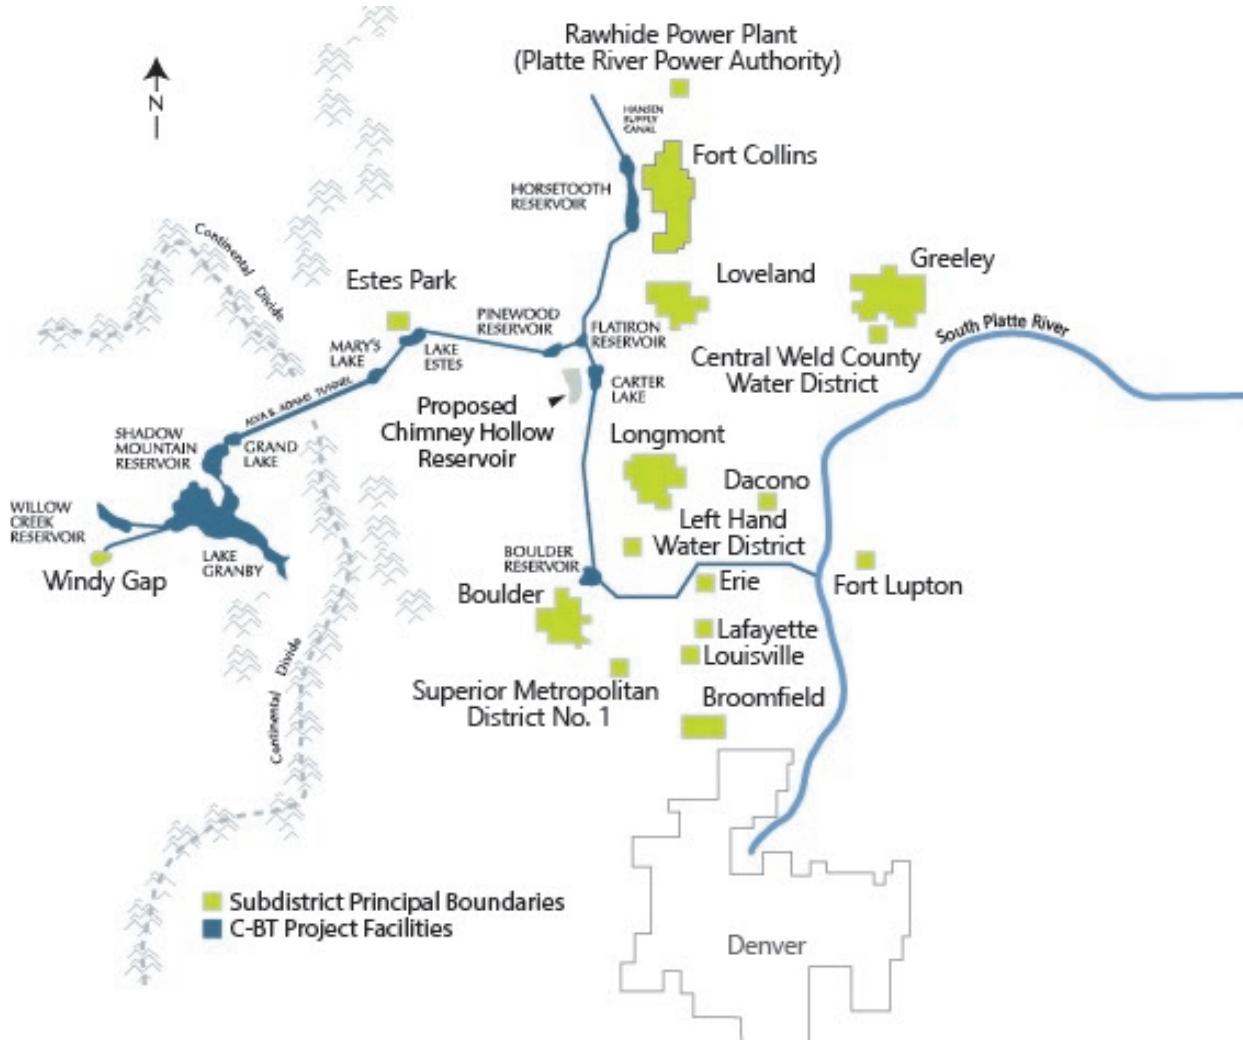 Rawhide Power Plant
(Platte River Power Authority)
N
HANSEN
SUPPLY
CANAL
Fort Collins
HORSETOOTH
RESERVOIR
Continental Divide
Estes Park
Loveland
Greeley
PINEWOOD
RESERVOIR
FLATIRON
RESERVOIR
South Platte River
MARY'S
LAKE
LAKE
ESTES
Central Weld County
Water District
ALVA B. ADAMS TUNNEL
CARTER
LAKE
Proposed
Chimney Hollow
Reservoir
SHADOW
MOUNTAIN
RESERVOIR
GRAND
LAKE
Longmont
Dacono
WILLOW
CREEK
RESERVOIR
Left Hand
Water District
LAKE
GRANBY
Windy Gap
BOULDER
RESERVOIR
Boulder
Erie
Fort Lupton
Lafayette
Louisville
Continental Divide
Superior Metropolitan
District No. 1
Broomfield
Subdistrict Principal Boundaries
C-BT Project Facilities
Denver